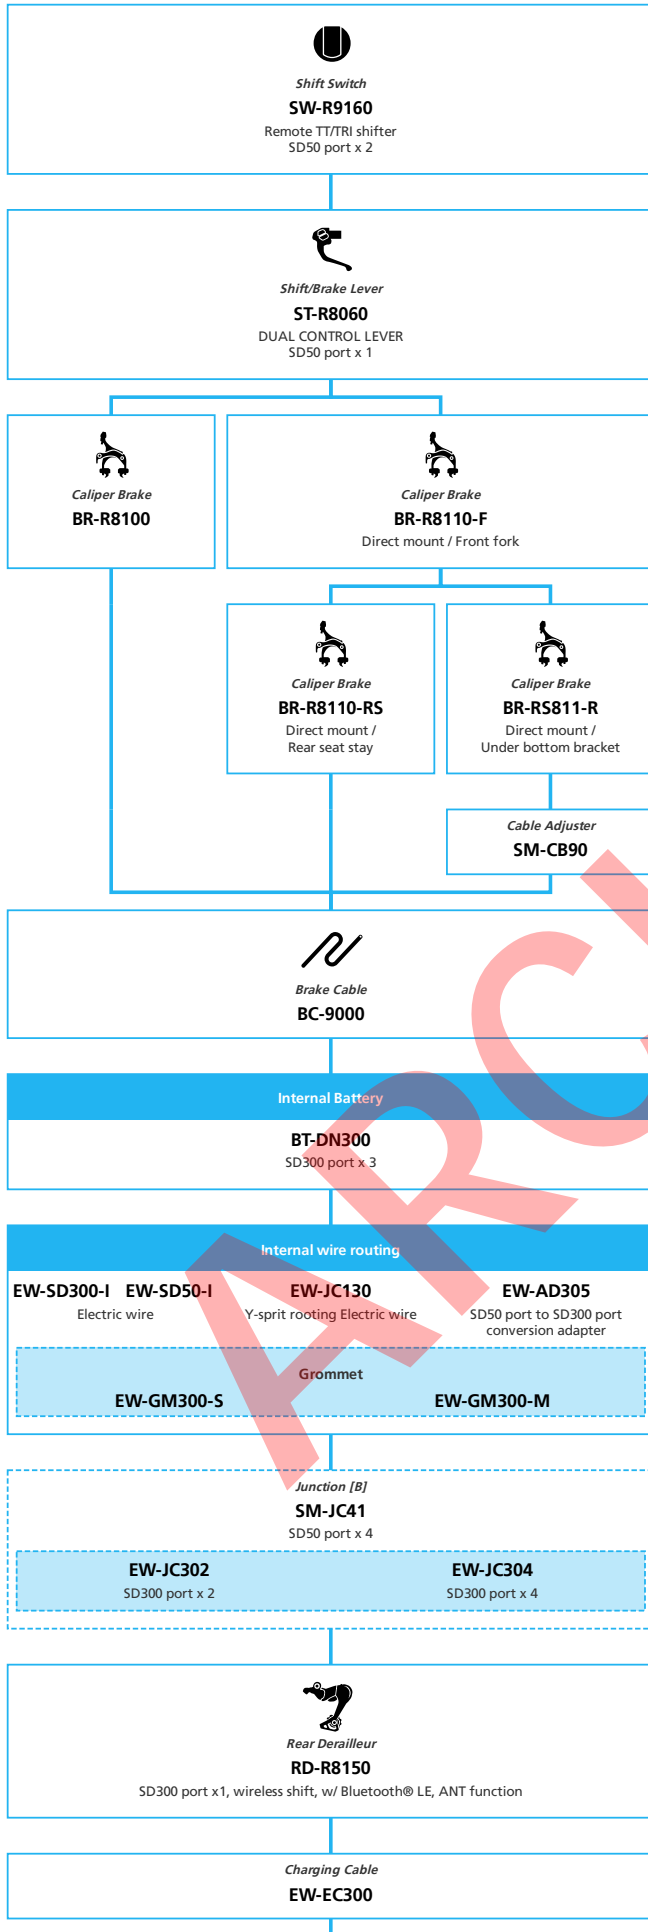 Shift Switch
SW-R9160
Remote TT/TRI shifter
SD50 port x 2
Shift/Brake Lever
ST-R8060
DUAL CONTROL LEVER
SD50 port x 1
Caliper Brake
BR-R8100
Caliper Brake
BR-R8110-F
Direct mount / Front fork
Caliper Brake
BR-R8110-RS
Direct mount /
Rear seat stay
Caliper Brake
BR-RS811-R
Direct mount /
Under bottom bracket
Cable Adjuster
SM-CB90
Brake Cable
BC-9000
Internal Battery
BT-DN300
SD300 port x 3
Internal wire routing
EW-SD300-I EW-SD50-I
Electric wire
EW-JC130
Y-sprit rooting Electric wire
EW-AD305
SD50 port to SD300 port
conversion adapter
Grommet
EW-GM300-S
EW-GM300-M
Junction [B]
SM-JC41
SD50 port x 4
EW-JC302
SD300 port x 2
EW-JC304
SD300 port x 4
Rear Derailleur
RD-R8150
SD300 port x1, wireless shift, w/ Bluetooth® LE, ANT function
Charging Cable
EW-EC300